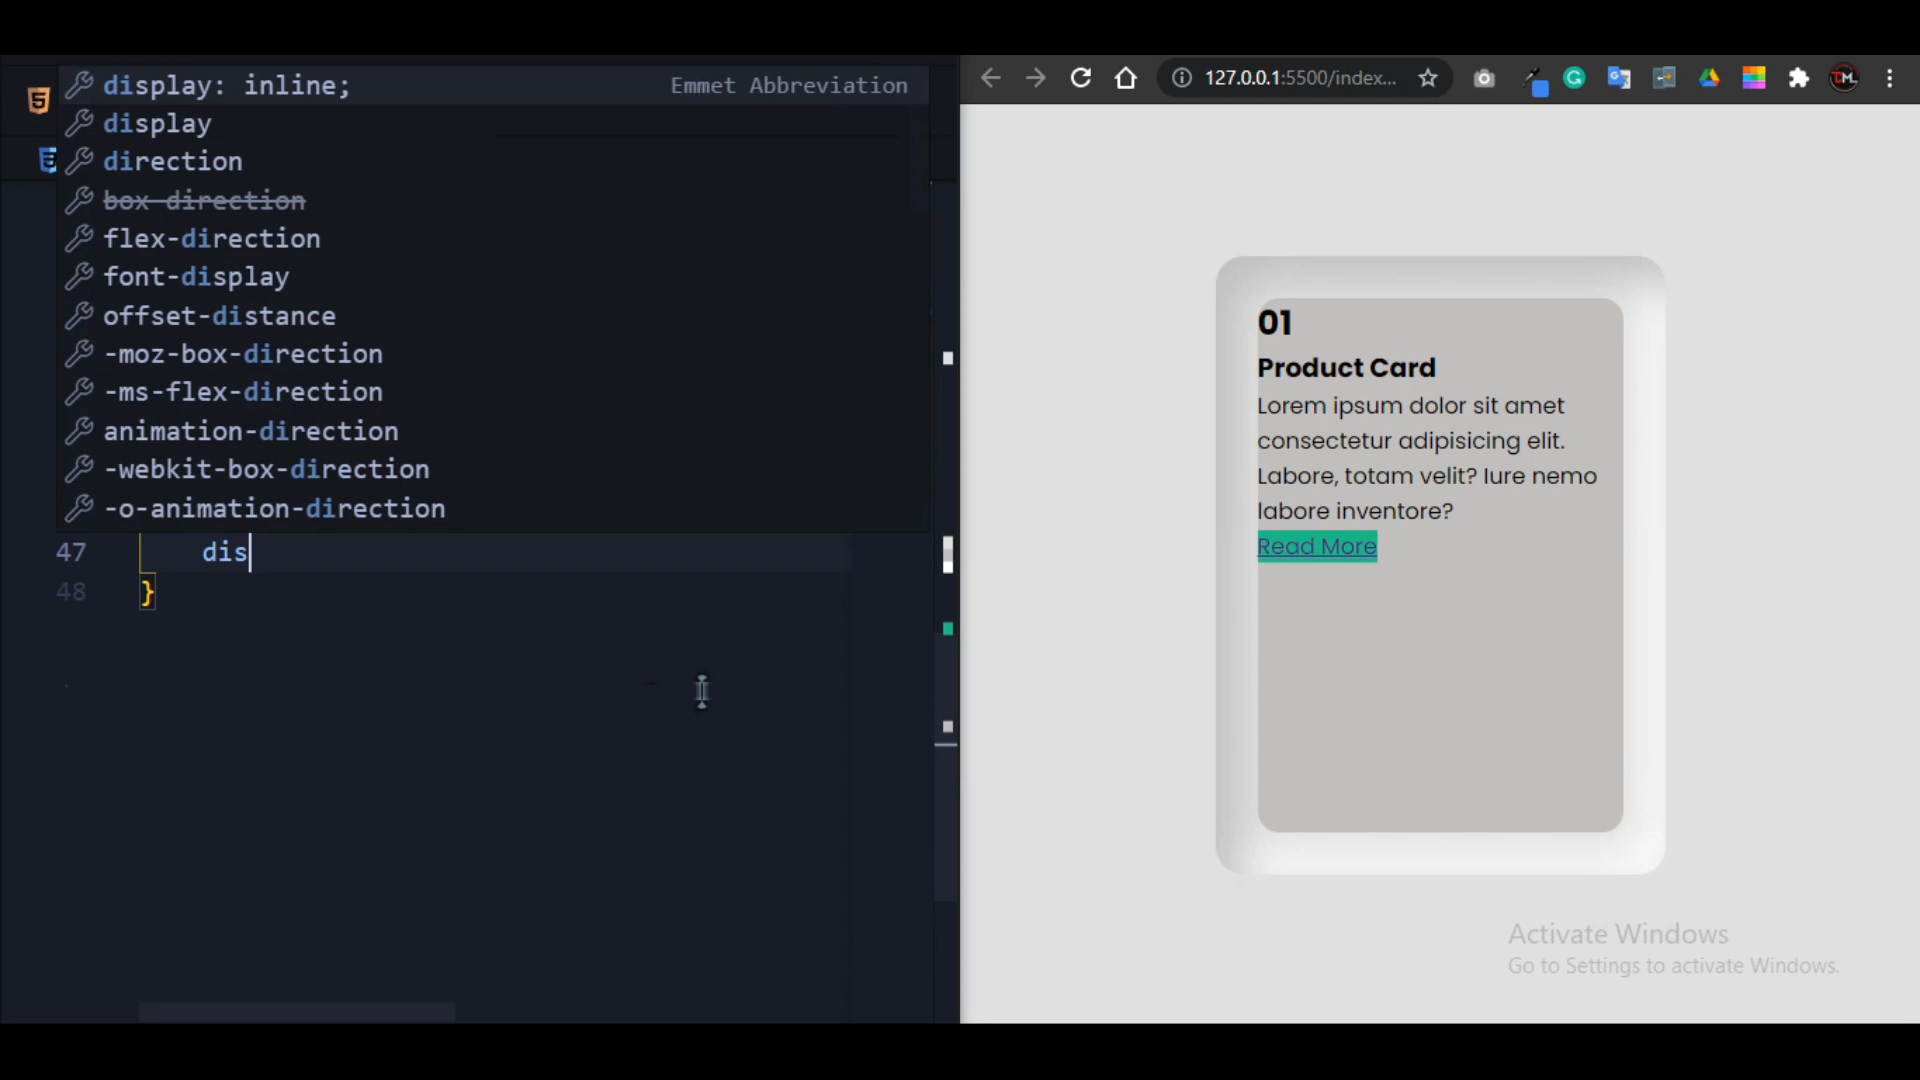 display: inline; Emmet Abbreviation
display
direction
box-direction
flex-direction
font-display
offset-distance
-moz-box-direction
-ms-flex-direction
animation-direction
-webkit-box-direction
-o-animation-direction
47 dis
48 }
127.0.0.1:5500/index...
01
Product Card
Lorem ipsum dolor sit amet
consectetur adipisicing elit.
Labore, totam velit? Iure nemo
labore inventore?
Read More
Activate Windows
Go to Settings to activate Windows.